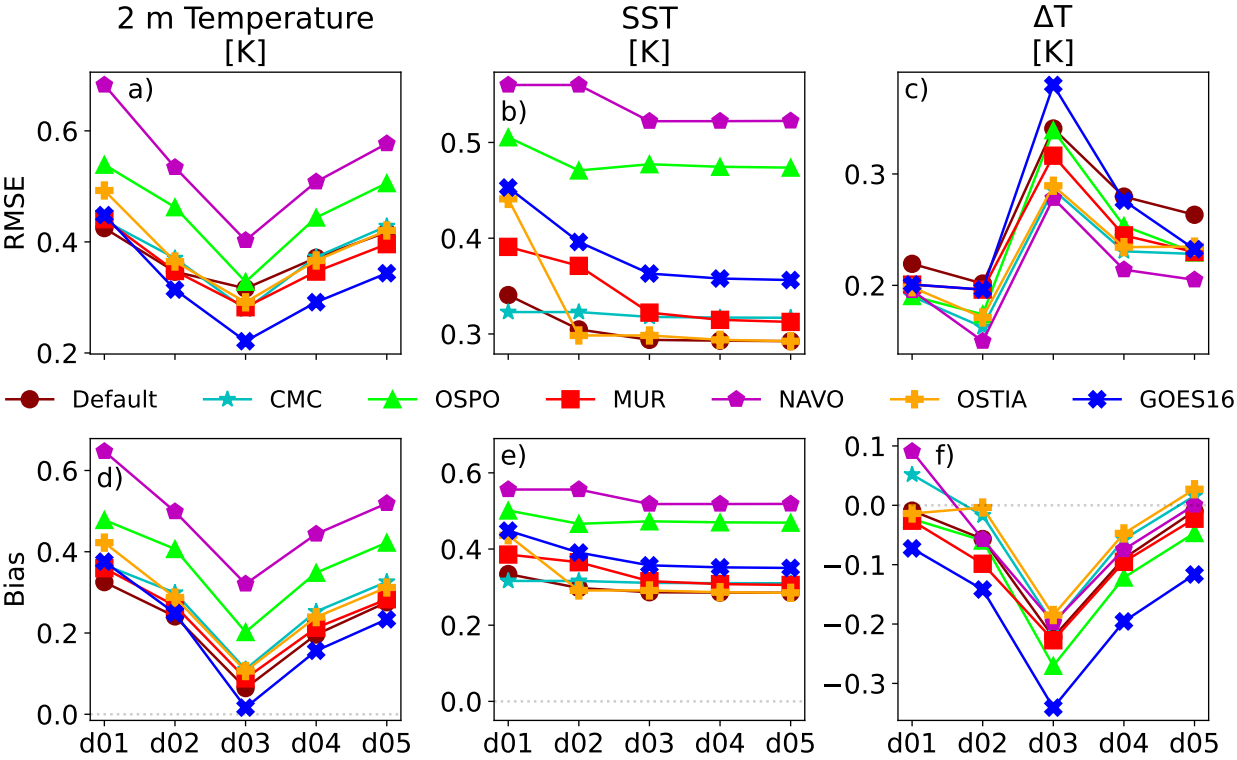 2 m Temperature
[K]
SST
[K]
ΔT
[K]
RMSE
a)
0.6
0.4
0.2
b)
0.5
0.4
0.3
c)
0.3
0.2
Default CMC OSPO MUR NAVO OSTIA GOES16
Bias
d)
0.6
0.4
0.2
0.0
d01 d02 d03 d04 d05
e)
0.6
0.4
0.2
0.0
d01 d02 d03 d04 d05
f)
0.1
0.0
−0.1
−0.2
−0.3
d01 d02 d03 d04 d05